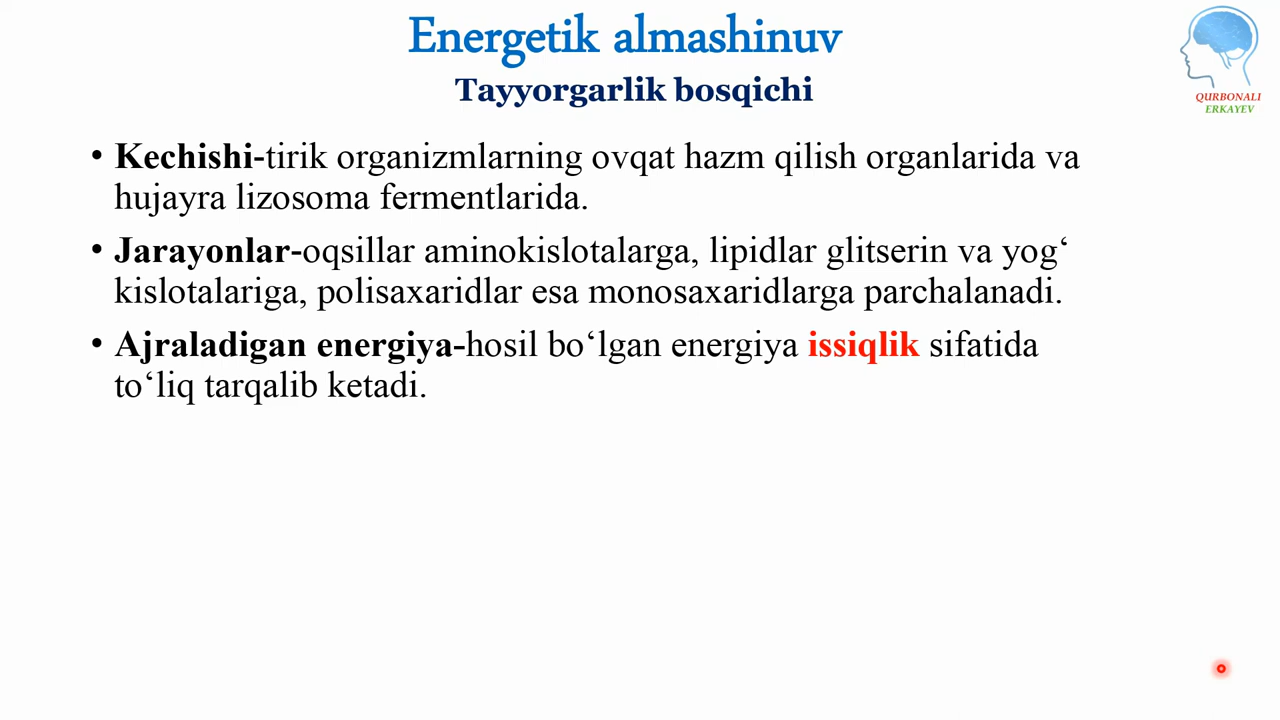 Energetik almashinuv
Tayyorgarlik bosqichi
QURBONALI
ERKAYEV
• Kechishi-tirik organizmlarning ovqat hazm qilish organlarida va
hujayra lizosoma fermentlarida.
• Jarayonlar-oqsillar aminokislotalarga, lipidlar glitserin va yog‘
kislotalariga, polisaxaridlar esa monosaxaridlarga parchalanadi.
• Ajraladigan energiya-hosil bo‘lgan energiya issiqlik sifatida
to‘liq tarqalib ketadi.